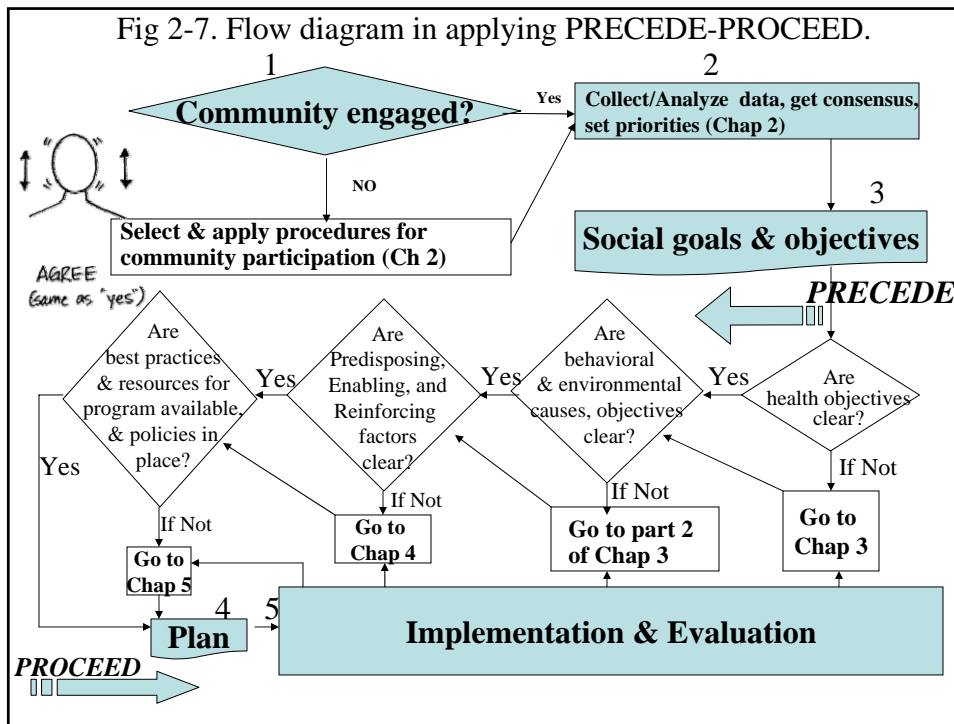 Fig 2-7. Flow diagram in applying PRECEDE-PROCEED.
1
Community engaged?
Yes
2
Collect/Analyze data, get consensus,
set priorities (Chap 2)
NO
Select & apply procedures for
community participation (Ch 2)
3
Social goals & objectives
AGREE
(same as "yes")
PRECEDE
Are
health objectives
clear?
Yes
Are
behavioral
& environmental
causes, objectives
clear?
Yes
Are
Predisposing,
Enabling, and
Reinforcing
factors
clear?
Yes
Are
best practices
& resources for
program available,
& policies in
place?
Yes
If Not
Go to
Chap 3
If Not
Go to part 2
of Chap 3
If Not
Go to
Chap 4
If Not
Go to
Chap 5
4
Plan
5
Implementation & Evaluation
PROCEED